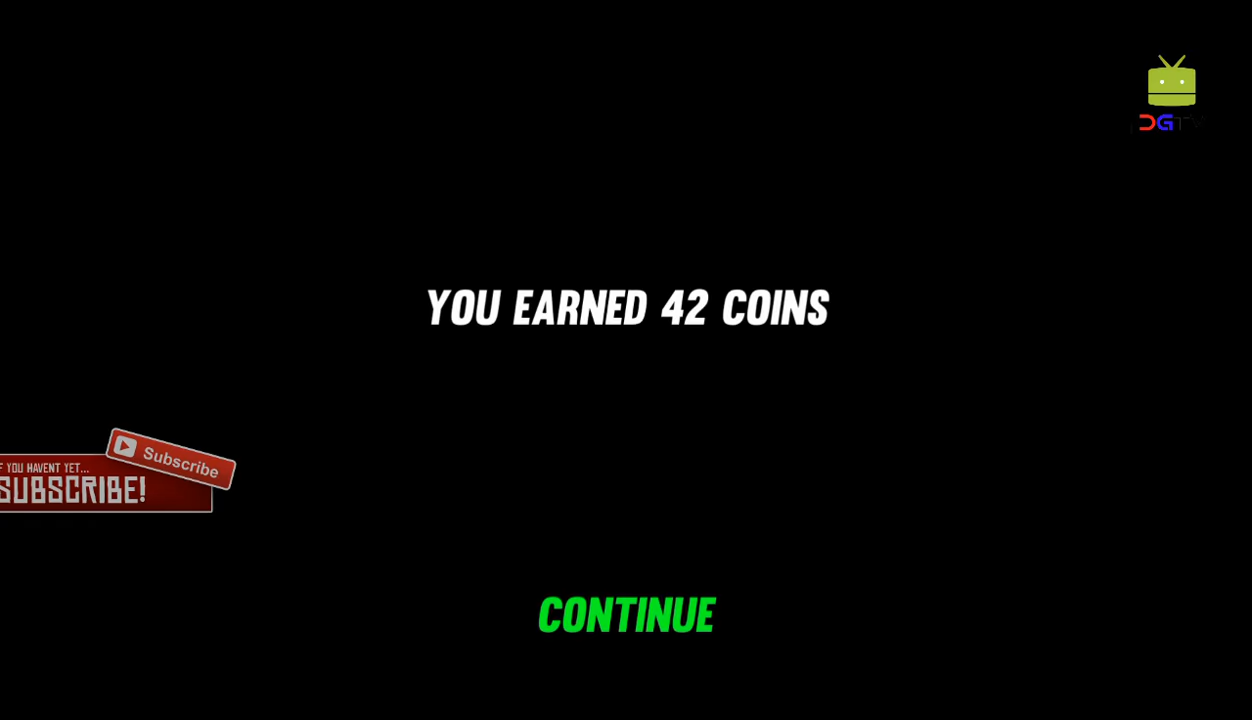 DGTV
YOU EARNED 42 COINS
Subscribe
F YOU HAVENT YET...
SUBSCRIBE!
CONTINUE